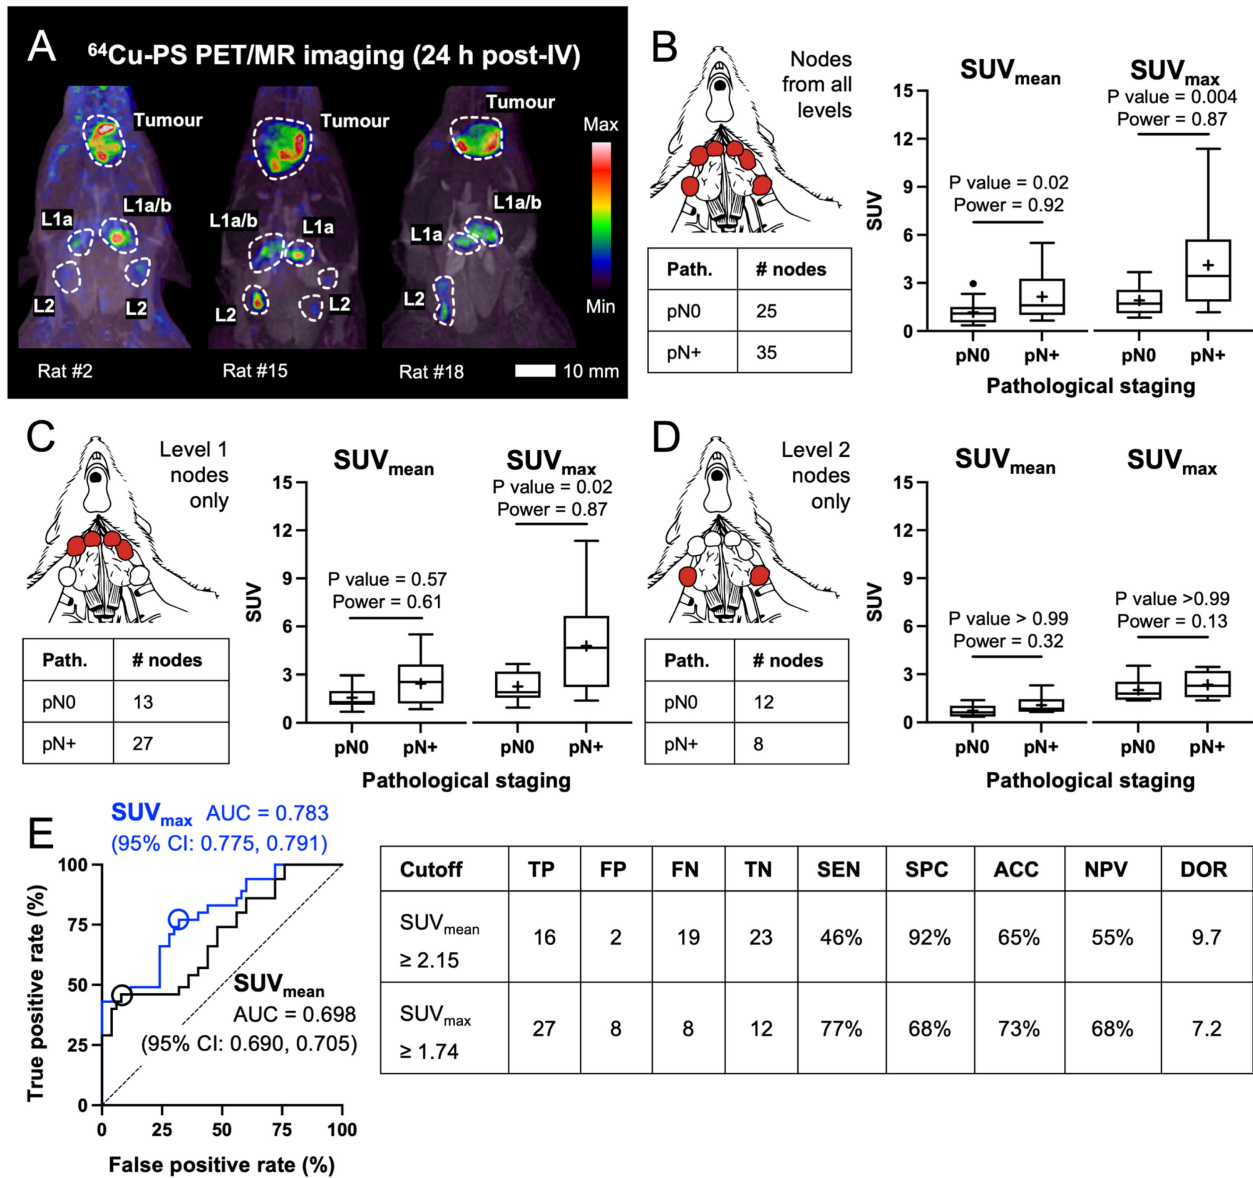 A
64Cu-PS PET/MR imaging (24 h post-IV)
Tumour
Tumour
Tumour
Max
Min
L1a
L1a/b
L2
L2
L1a/b
L1a
L2
L2
L1a
L1a/b
L2
Rat #2
Rat #15
Rat #18
10 mm
B
Nodes
from all
levels
Path. # nodes
pN0 25
pN+ 35
SUVmean
SUVmax
P value = 0.004
Power = 0.87
P value = 0.02
Power = 0.92
SUV
15
12
9
6
3
0
pN0 pN+ pN0 pN+
Pathological staging
C
Level 1
nodes
only
Path. # nodes
pN0 13
pN+ 27
SUVmean
SUVmax
P value = 0.02
Power = 0.87
P value = 0.57
Power = 0.61
SUV
15
12
9
6
3
0
pN0 pN+ pN0 pN+
Pathological staging
D
Level 2
nodes
only
Path. # nodes
pN0 12
pN+ 8
SUVmean
SUVmax
P value >0.99
Power = 0.13
P value > 0.99
Power = 0.32
SUV
15
12
9
6
3
0
pN0 pN+ pN0 pN+
Pathological staging
E
SUVmax AUC = 0.783
(95% CI: 0.775, 0.791)
SUVmean
AUC = 0.698
(95% CI: 0.690, 0.705)
True positive rate (%)
100
75
50
25
0
0 25 50 75 100
False positive rate (%)
Cutoff TP FP FN TN SEN SPC ACC NPV DOR
SUVmean
≥ 2.15
16 2 19 23 46% 92% 65% 55% 9.7
SUVmax
≥ 1.74
27 8 8 12 77% 68% 73% 68% 7.2